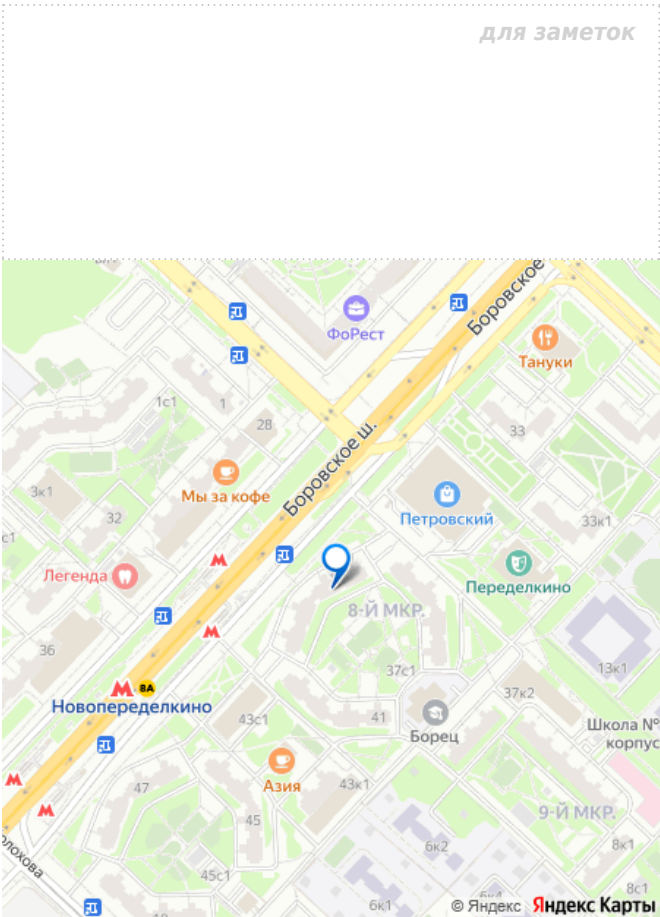 для заметок
Боровское
ФоРест
Тануки
1с1
1
28
33
Боровское ш.
Мы за кофе
3к1
Петровский
32
33к1
с1
Легенда
Переделкино
8-Й МКР.
36
13к1
37с1
8А
Новопеределкино
37к2
43с1
41
Борец
Школа №
корпус
Азия
43к1
47
9-Й МКР.
45
8к1
6к2
45с1
8с1
6к1
© Яндекс
Яндекс Карты